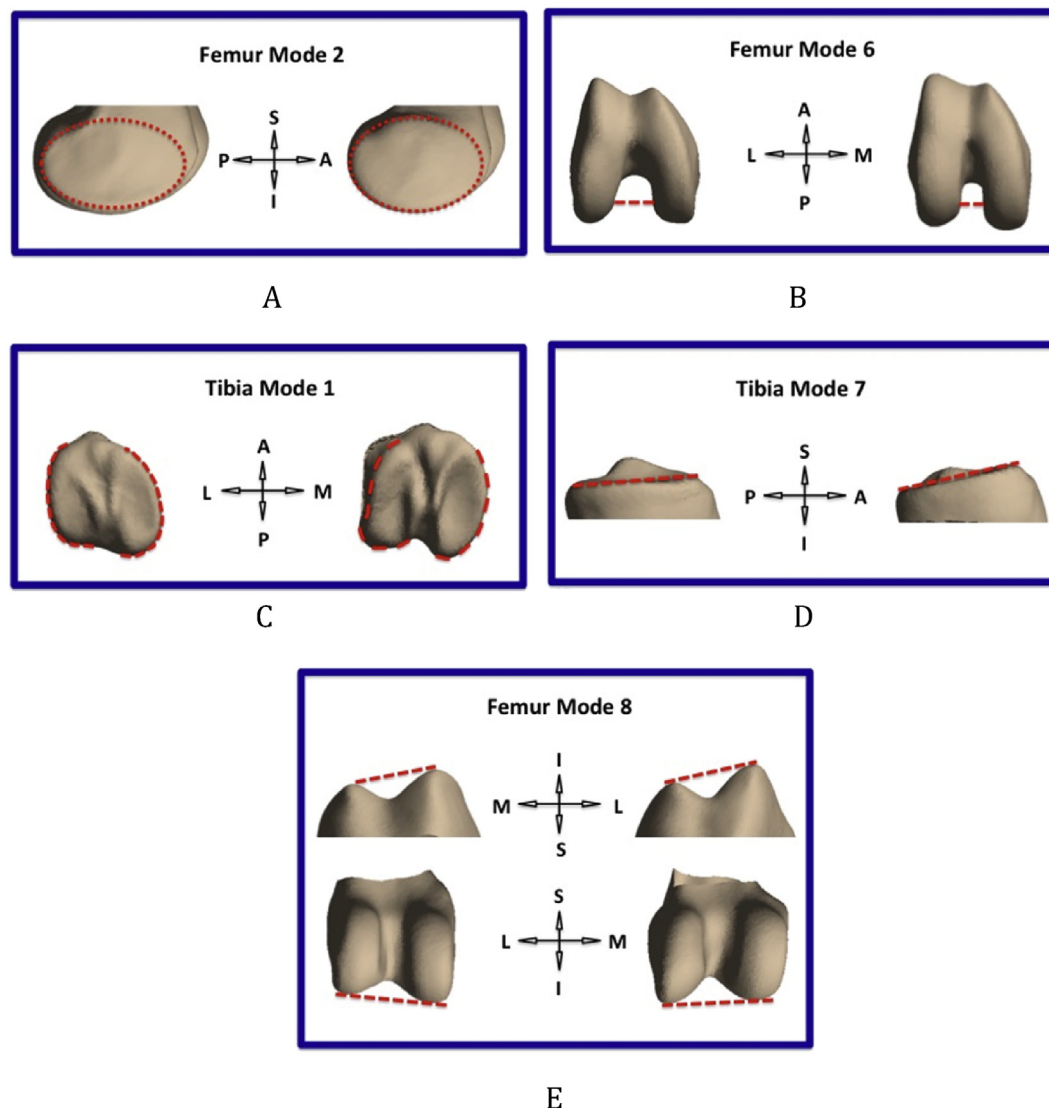 Femur Mode 2
S
P A
I
A
Femur Mode 6
A
L M
P
B
Tibia Mode 1
A
L M
P
C
Tibia Mode 7
S
P A
I
D
Femur Mode 8
I
M L
S
S
L M
I
E